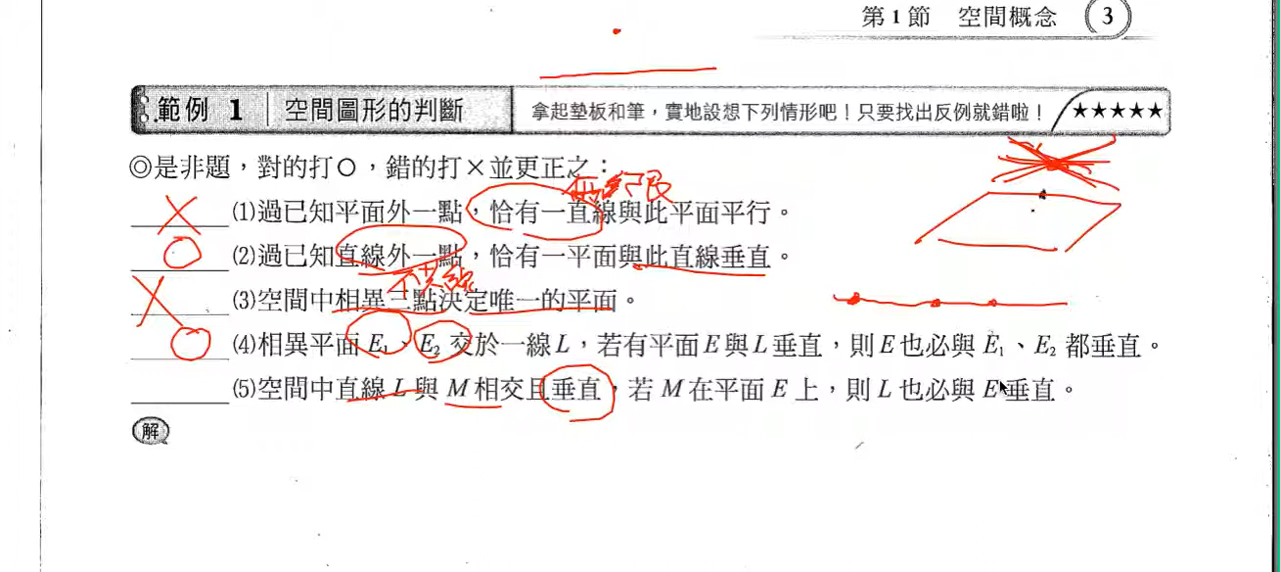 第1節 空間概念 3
範例 1 空間圖形的判斷 拿起墊板和筆，實地設想下列情形吧！只要找出反例就錯啦！ ★★★★★
◎是非題，對的打○，錯的打×並更正之：
無限
× (1)過已知平面外一點，恰有一直線與此平面平行。
○ (2)過已知直線外一點，恰有一平面與此直線垂直。
不共線
× (3)空間中相異三點決定唯一的平面。
○ (4)相異平面 E₁、E₂ 交於一線 L，若有平面 E 與 L 垂直，則 E 也必與 E₁、E₂ 都垂直。
(5)空間中直線 L 與 M 相交且垂直，若 M 在平面 E 上，則 L 也必與 E 垂直。
解